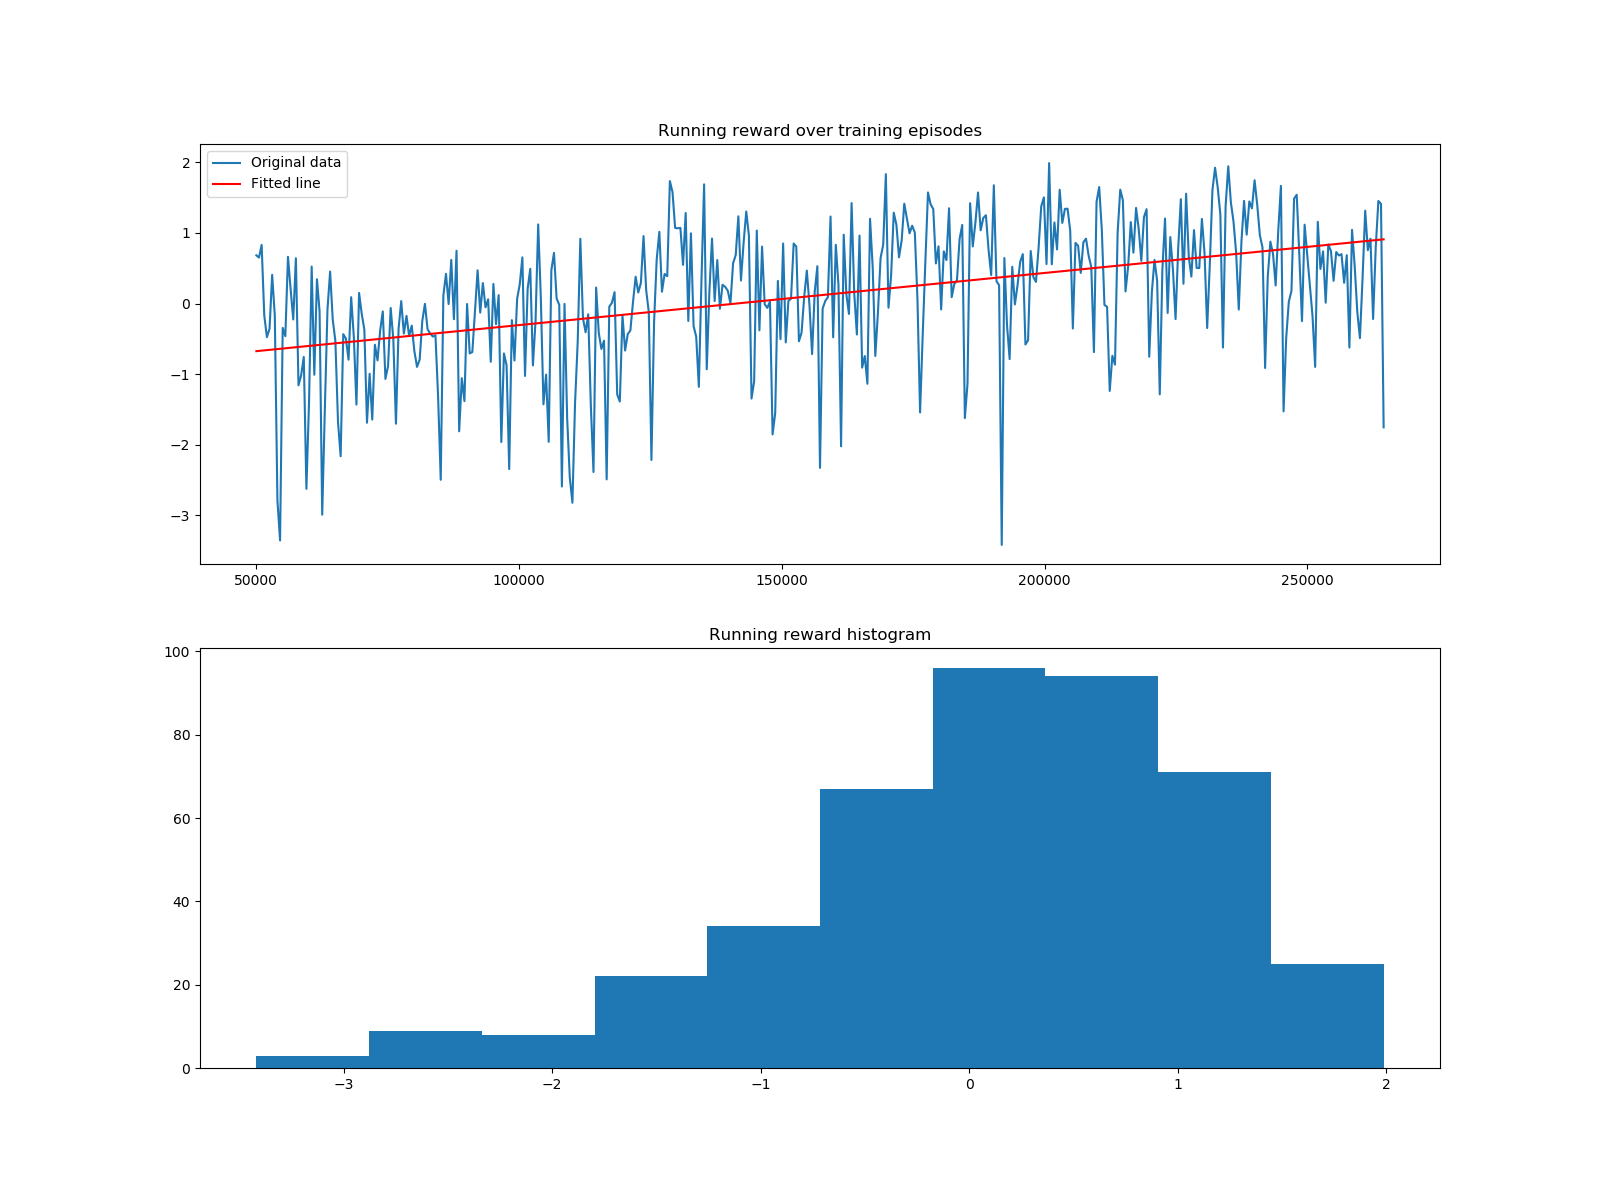 Running reward over training episodes
Original data
Fitted line
2
1
0
−1
−2
−3
50000 100000 150000 200000 250000
Running reward histogram
100
80
60
40
20
0
−3 −2 −1 0 1 2